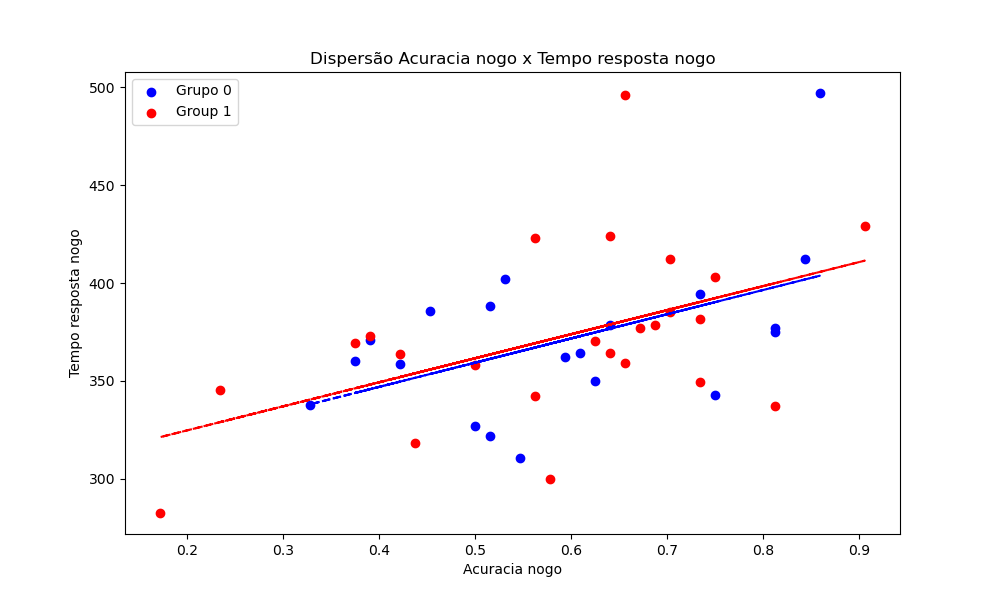 Dispersão Acuracia nogo x Tempo resposta nogo
Grupo 0
Group 1
500
450
400
350
300
Tempo resposta nogo
0.2 0.3 0.4 0.5 0.6 0.7 0.8 0.9
Acuracia nogo